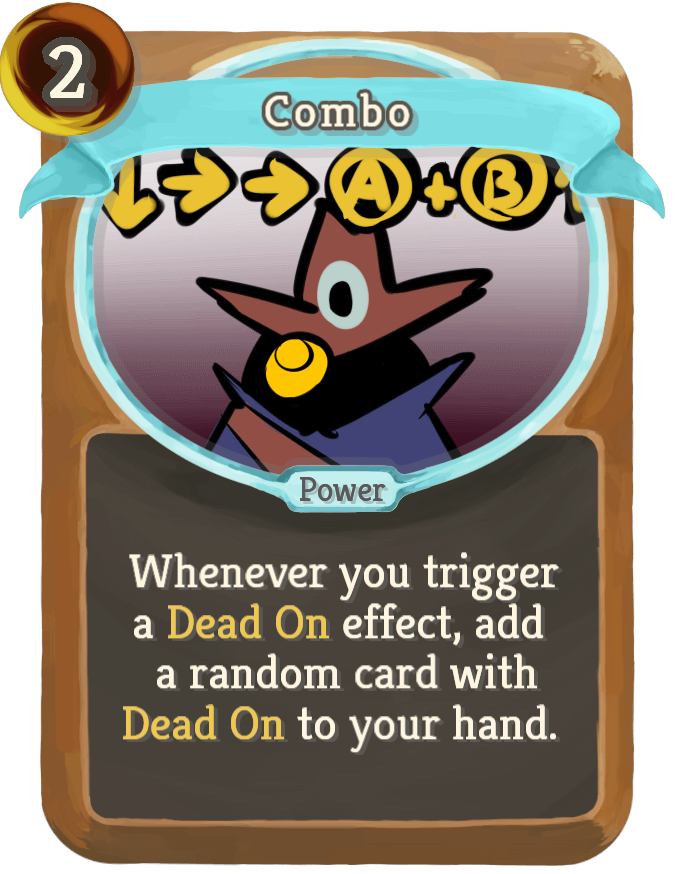 2
Combo
A + B
Power
Whenever you trigger
a Dead On effect, add
a random card with
Dead On to your hand.